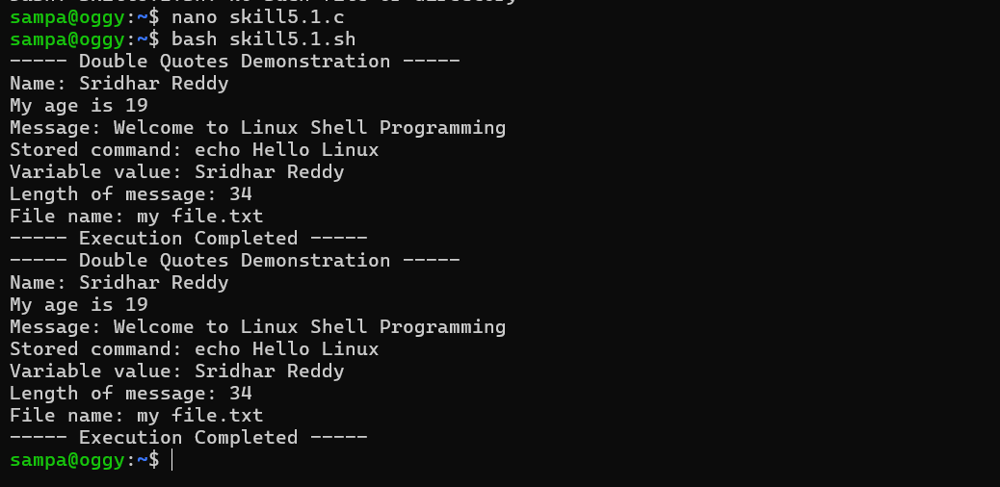 sampa@oggy:~$ nano skill5.1.c
sampa@oggy:~$ bash skill5.1.sh
----- Double Quotes Demonstration -----
Name: Sridhar Reddy
My age is 19
Message: Welcome to Linux Shell Programming
Stored command: echo Hello Linux
Variable value: Sridhar Reddy
Length of message: 34
File name: my file.txt
----- Execution Completed -----
----- Double Quotes Demonstration -----
Name: Sridhar Reddy
My age is 19
Message: Welcome to Linux Shell Programming
Stored command: echo Hello Linux
Variable value: Sridhar Reddy
Length of message: 34
File name: my file.txt
----- Execution Completed -----
sampa@oggy:~$